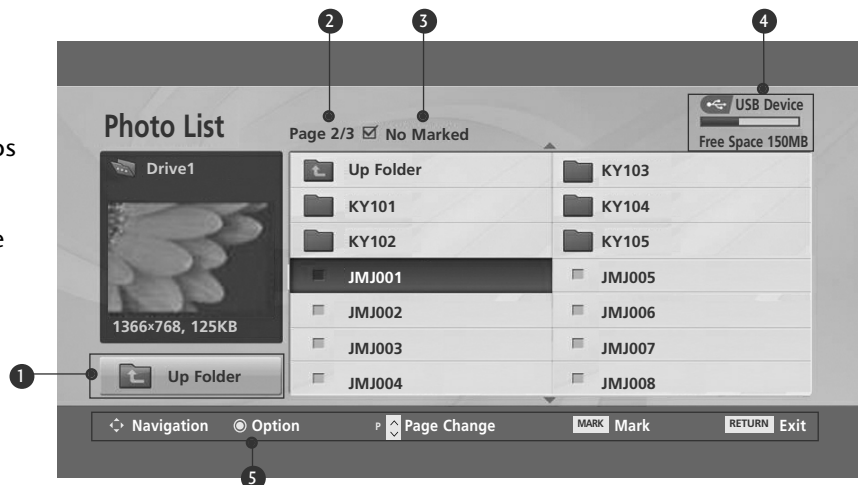 2 3 4
USB Device
Free Space 150MB
Photo List
Page 2/3 No Marked
os
e
Drive1
1366×768, 125KB
Up Folder
KY101
KY102
JMJ001
JMJ002
JMJ003
JMJ004
KY103
KY104
KY105
JMJ005
JMJ006
JMJ007
JMJ008
1
Up Folder
Navigation Option P Page Change MARK Mark RETURN Exit
5